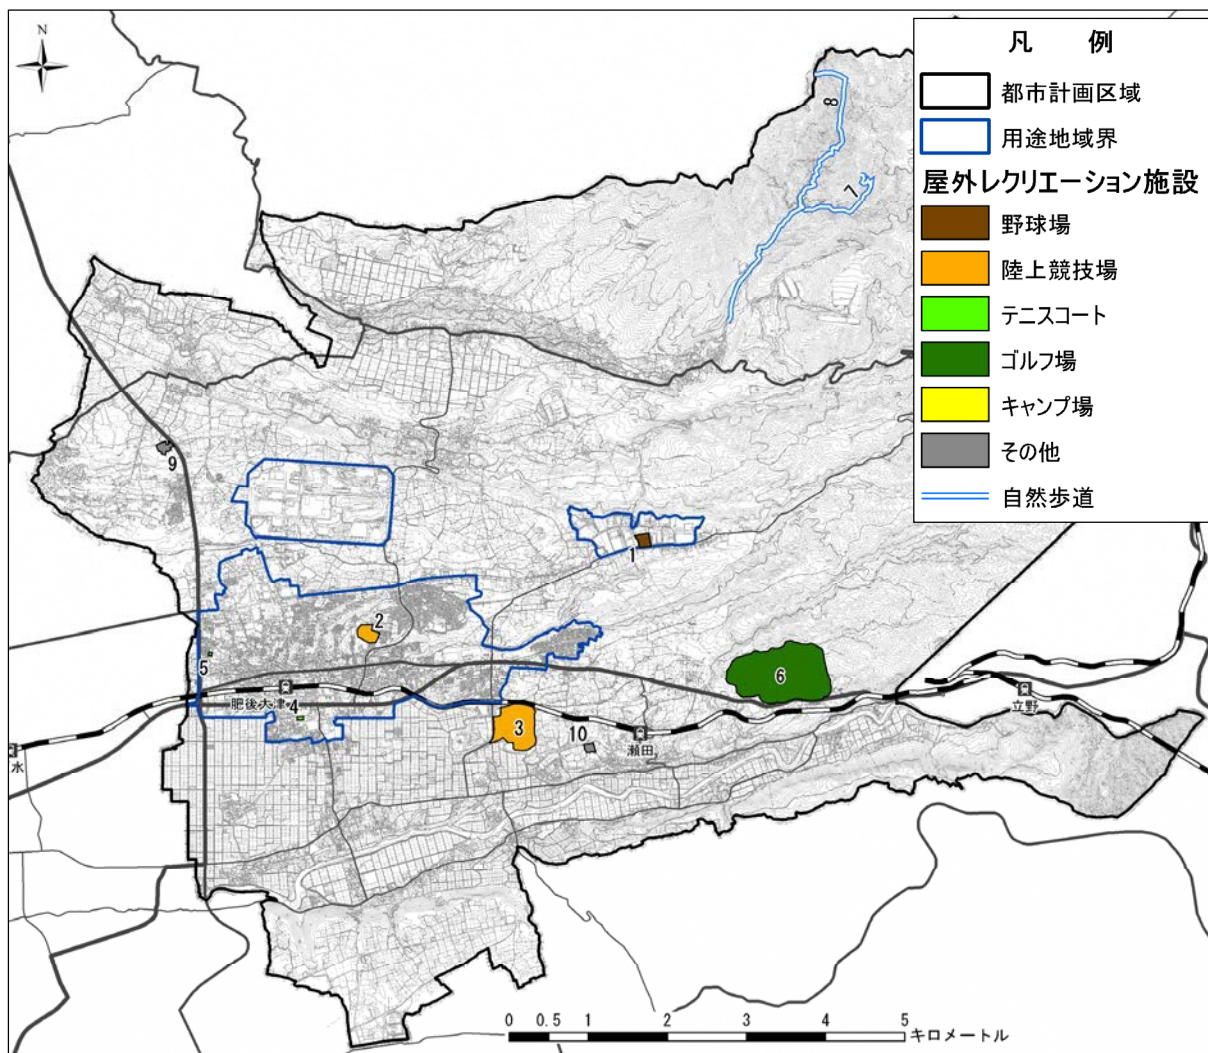 N
凡 例
都市計画区域
用途地域界
屋外レクリエーション施設
野球場
陸上競技場
テニスコート
ゴルフ場
キャンプ場
その他
自然歩道
8
7
9
1
2
5
6
肥後大津
4
3
10
瀬田
立野
水
0 0.5 1 2 3 4 5
キロメートル